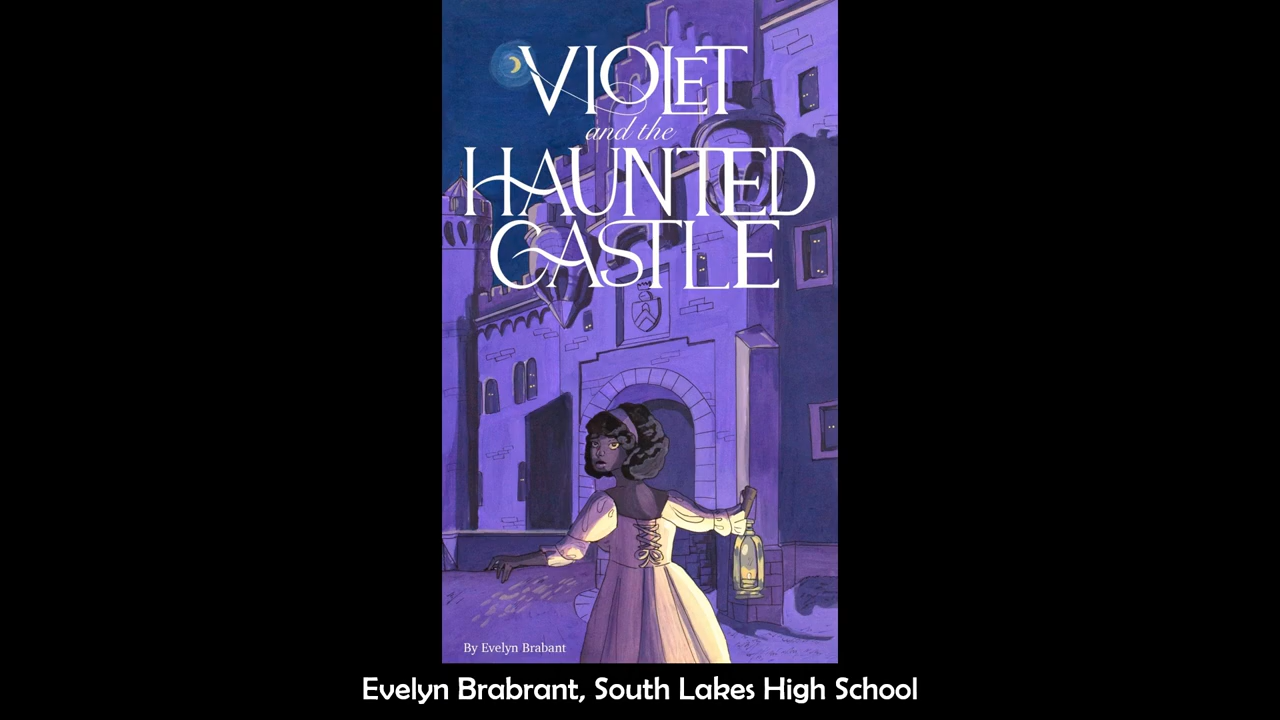 VIOLET
and the
HAUNTED
CASTLE
By Evelyn Brabant
Evelyn Brabrant, South Lakes High School